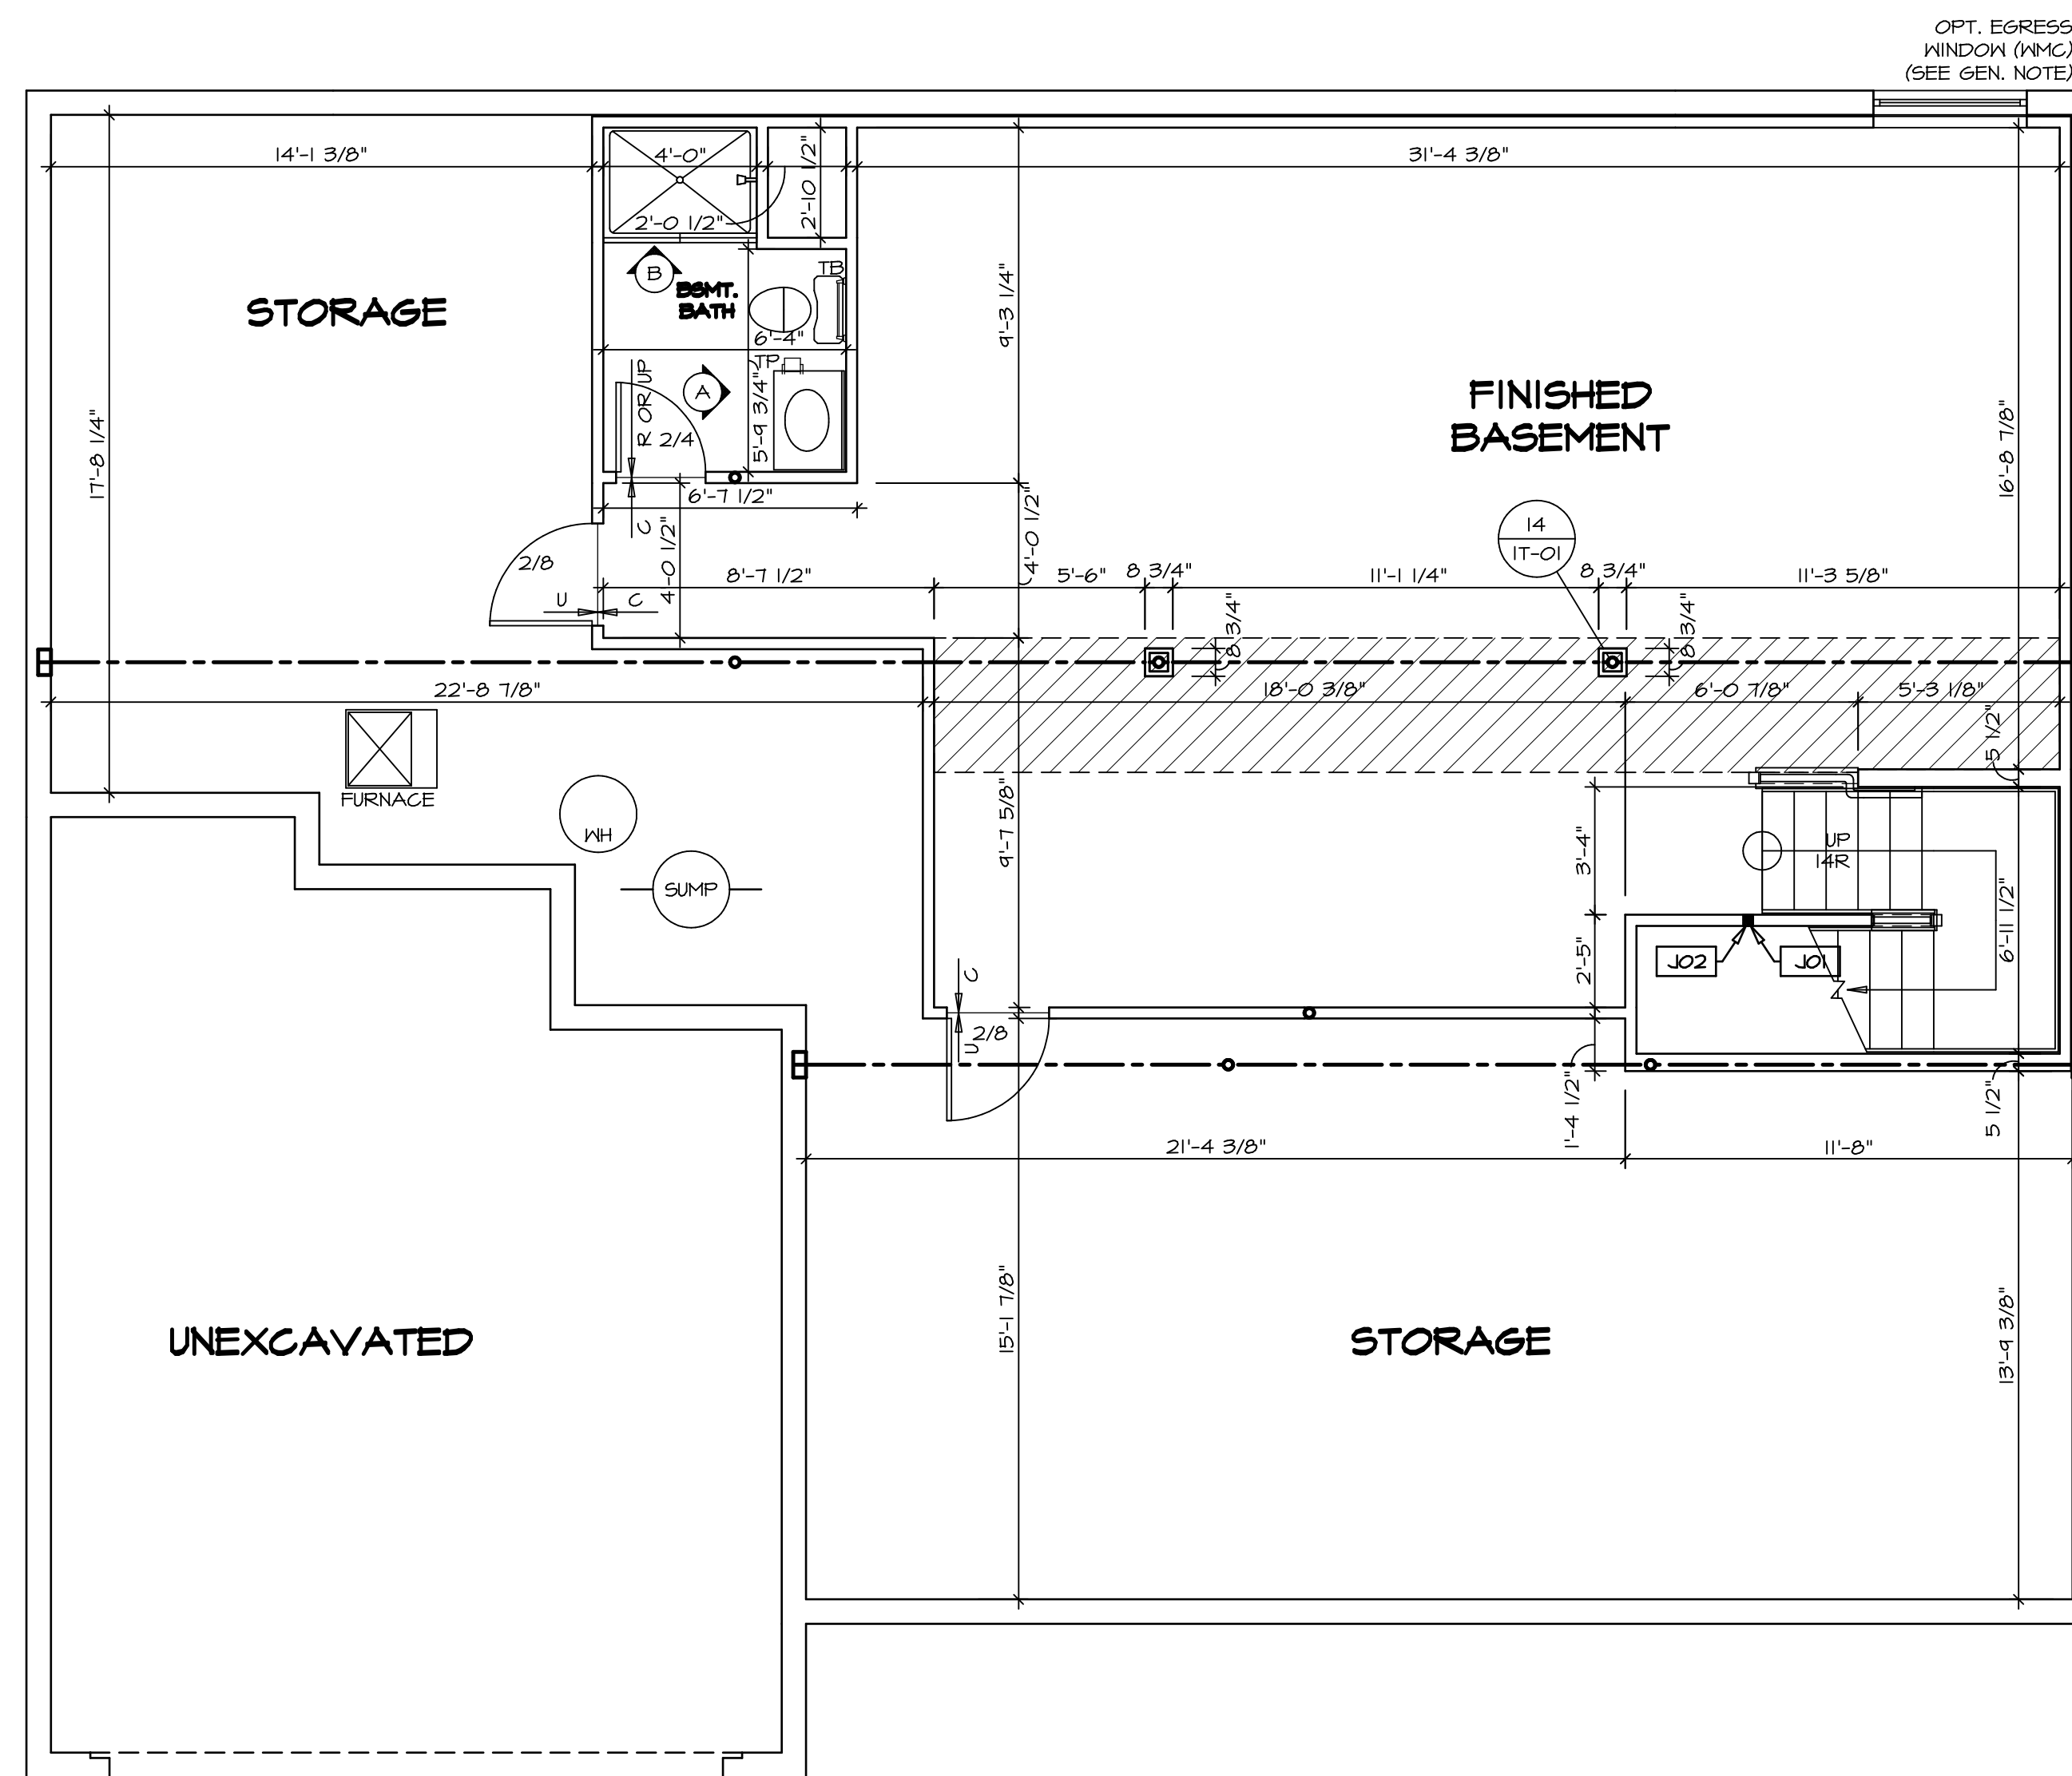 OPT. EGRESS
WINDOW (WMC)
(SEE GEN. NOTE)
14'-1 3/8"
4'-0"
2'-10 1/2"
31'-4 3/8"
2'-0 1/2"
B
TB
BSMT.
BATH
STORAGE
9'-3 1/4"
6'-4"
TP
R OR UP
A
5'-9 3/4"
2/4
FINISHED
BASEMENT
17'-8 1/4"
16'-8 7/8"
6'-7 1/2"
C
4'-0 1/2"
4'-0 1/2"
14
1T-01
2/8
U
C
8'-7 1/2"
5'-6"
8 3/4"
11'-1 1/4"
8 3/4"
11'-3 5/8"
8 3/4"
8 3/4"
22'-8 7/8"
18'-0 3/8"
6'-0 7/8"
5'-3 1/8"
5 1/2"
FURNACE
WH
SUMP
9'-7 5/8"
3'-4"
UP
14R
6'-11 1/2"
2'-5"
J02
J01
C
2/8
U
1'-4 1/2"
5 1/2"
21'-4 3/8"
11'-8"
15'-1 7/8"
13'-9 3/8"
UNEXCAVATED
STORAGE